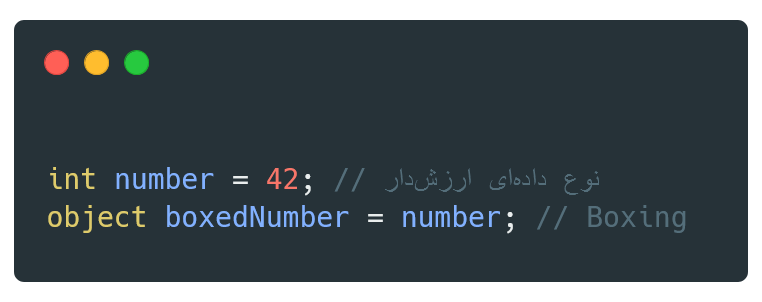 int number = 42; // نوع داده‌ای ارزش‌دار
object boxedNumber = number; // Boxing